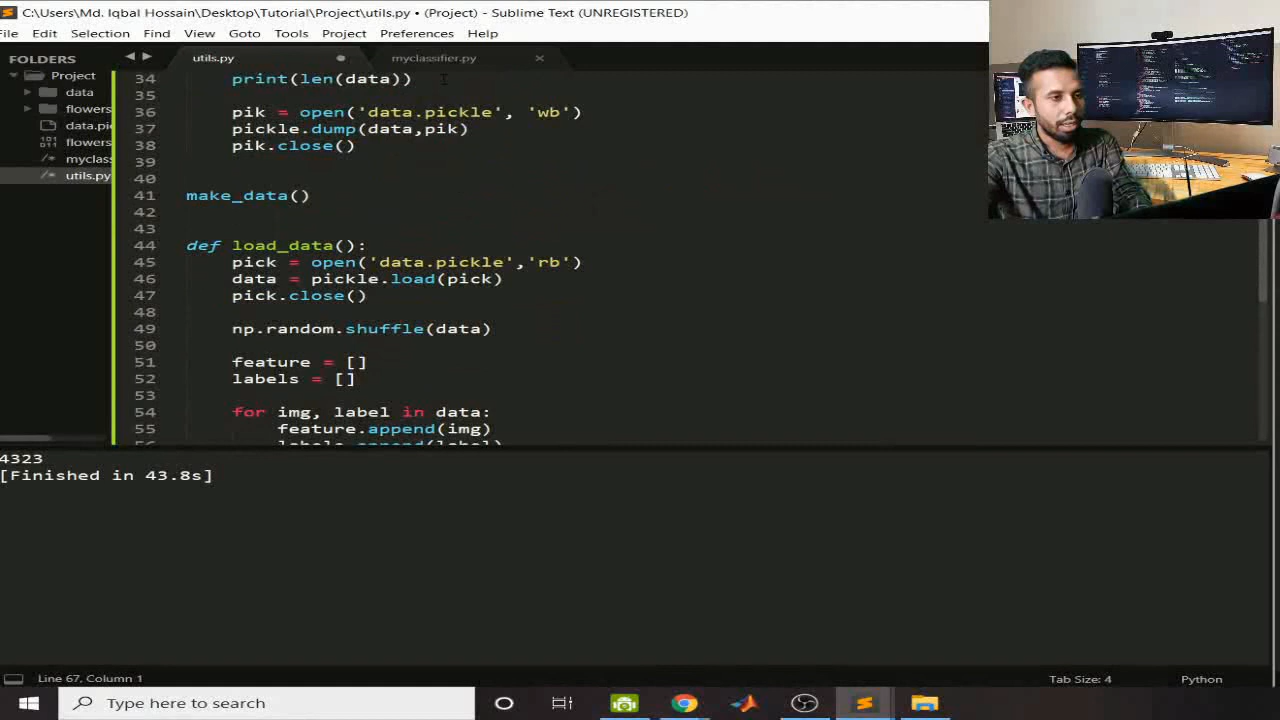 C:\Users\Md. Iqbal Hossain\Desktop\Tutorial\Project\utils.py • (Project) - Sublime Text (UNREGISTERED)
File Edit Selection Find View Goto Tools Project Preferences Help
FOLDERS
Project
data
flowers
data.pic
flowers
myclass
utils.py
utils.py
myclassifier.py
34 print(len(data))
35
36 pik = open('data.pickle', 'wb')
37 pickle.dump(data,pik)
38 pik.close()
39
40
41 make_data()
42
43
44 def load_data():
45 pick = open('data.pickle','rb')
46 data = pickle.load(pick)
47 pick.close()
48
49 np.random.shuffle(data)
50
51 feature = []
52 labels = []
53
54 for img, label in data:
55 feature.append(img)
56 labels.append(label)
4323
[Finished in 43.8s]
Line 67, Column 1
Tab Size: 4
Python
Type here to search